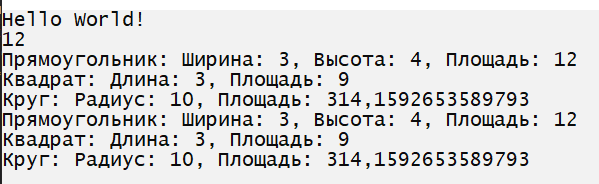 Hello World!
12
Прямоугольник: Ширина: 3, Высота: 4, Площадь: 12
Квадрат: Длина: 3, Площадь: 9
Круг: Радиус: 10, Площадь: 314,1592653589793
Прямоугольник: Ширина: 3, Высота: 4, Площадь: 12
Квадрат: Длина: 3, Площадь: 9
Круг: Радиус: 10, Площадь: 314,1592653589793